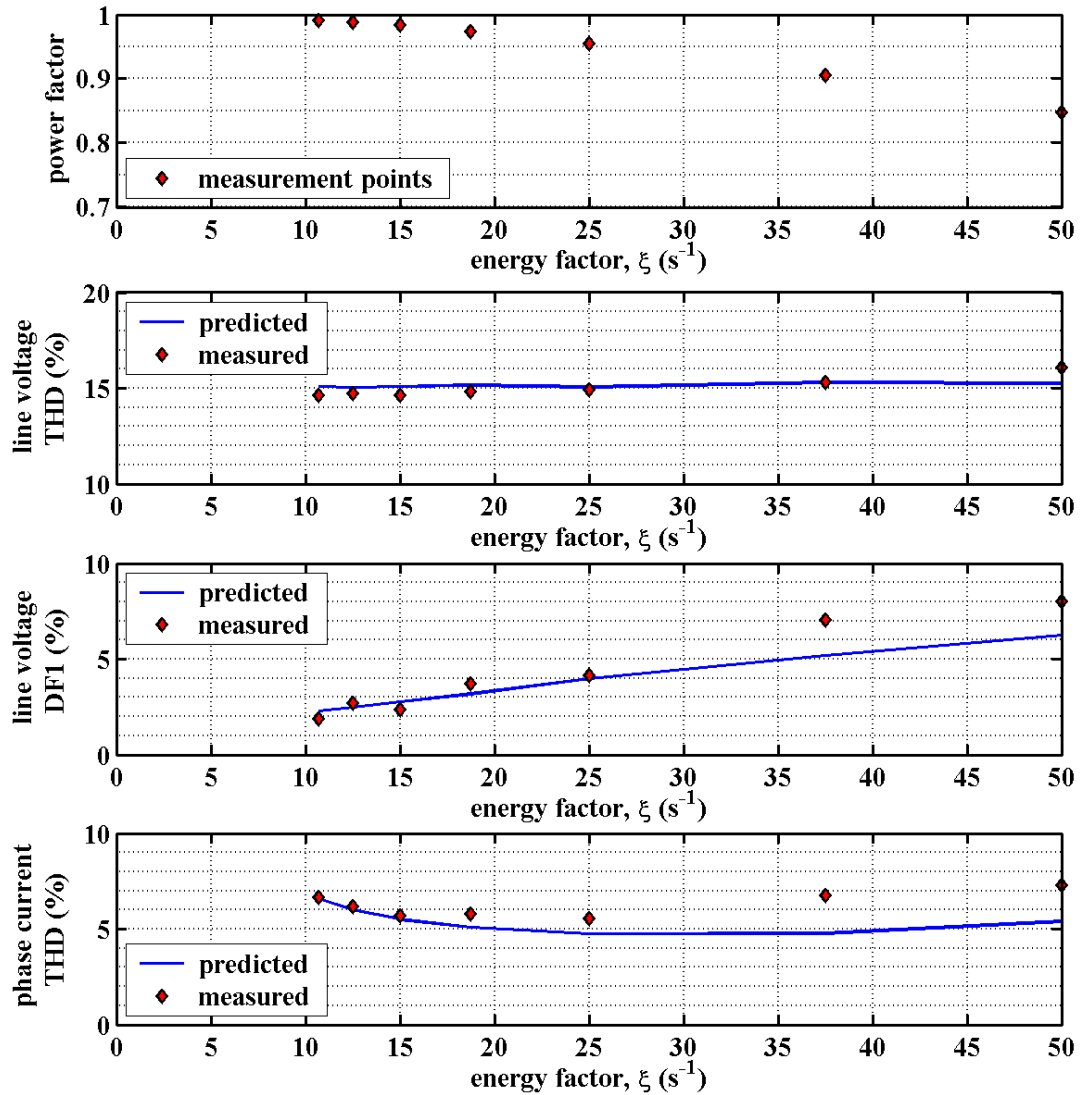 1
0.9
0.8
0.7
power factor
measurement points
0 5 10 15 20 25 30 35 40 45 50
energy factor, ξ (s⁻¹)
20
15
10
line voltage
THD (%)
predicted
measured
0 5 10 15 20 25 30 35 40 45 50
energy factor, ξ (s⁻¹)
10
5
0
line voltage
DF1 (%)
predicted
measured
0 5 10 15 20 25 30 35 40 45 50
energy factor, ξ (s⁻¹)
10
5
0
phase current
THD (%)
predicted
measured
0 5 10 15 20 25 30 35 40 45 50
energy factor, ξ (s⁻¹)